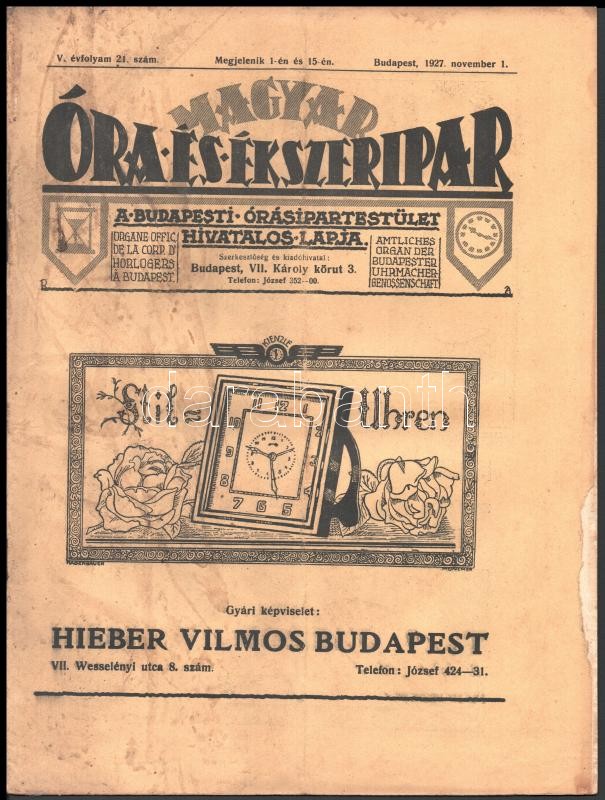 V. évfolyam 21. szám. Megjelenik 1-én és 15-én. Budapest, 1927. november 1.
MAGYAR
ÓRA-ÉS-ÉKSZERIPAR
A·BUDAPESTI·ÓRÁSIPARTESTÜLET
HIVATALOS·LAPJA.
ORGANE OFFIC.
DE LA CORP. D'
HORLOGERS
A BUDAPEST.
Szerkesztőség és kiadóhivatal:
Budapest, VII. Károly kőrut 3.
Telefon: József 352—00.
AMTLICHES
ORGAN DER
BUDAPESTER
UHRMACHER-
GENOSSENSCHAFT
KIENZLE
Stil=Uhren
darabanth
Gyári képviselet:
HIEBER VILMOS BUDAPEST
VII. Wesselényi utca 8. szám. Telefon: József 424—31.